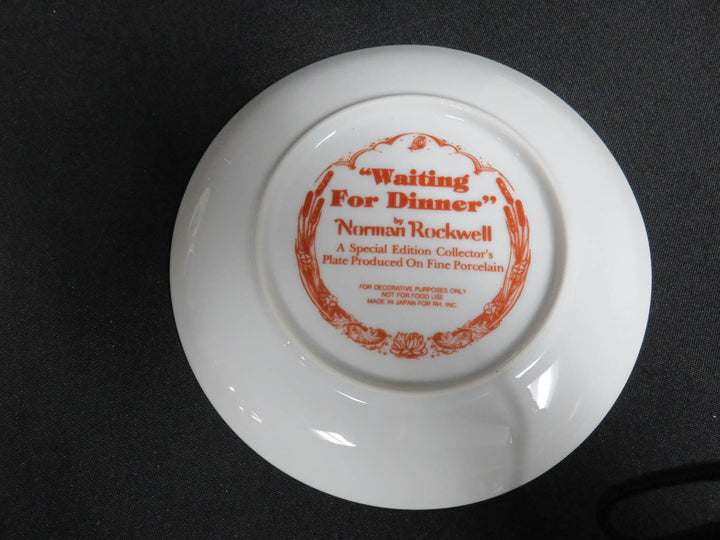 "Waiting
For Dinner"
by
Norman Rockwell
A Special Edition Collector's
Plate Produced On Fine Porcelain
FOR DECORATIVE PURPOSES ONLY
NOT FOR FOOD USE
MADE IN JAPAN FOR RH, INC.